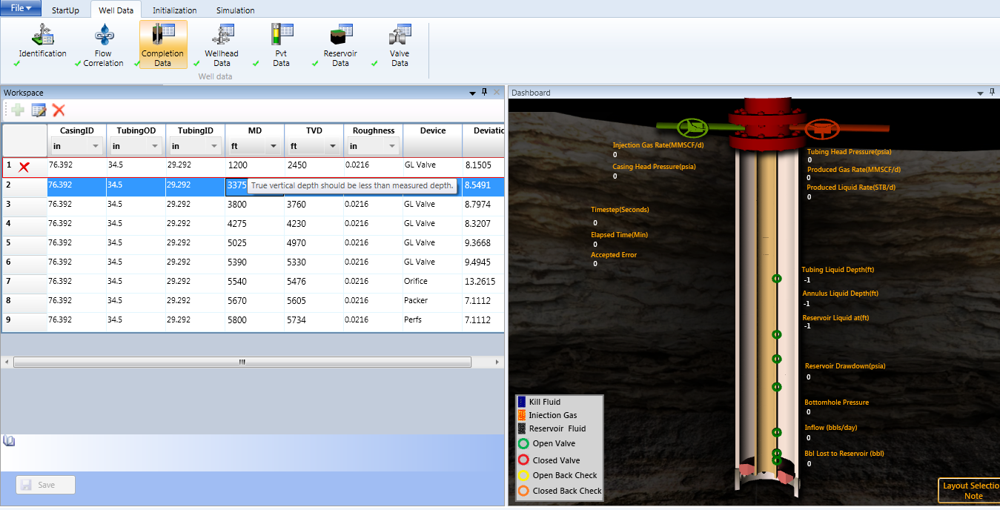 File
StartUp Well Data Initialization Simulation
Identification
Flow Correlation
Completion Data
Wellhead Data
Pvt Data
Reservoir Data
Valve Data
Well data
Workspace
CasingID TubingOD TubingID MD TVD Roughness Device Deviatio
in in in ft ft in
1 76.392 34.5 29.292 1200 2450 0.0216 GL Valve 8.1505
2 76.392 34.5 29.292 3375 True vertical depth should be less than measured depth. 8.5491
3 76.392 34.5 29.292 3800 3760 0.0216 GL Valve 8.7974
4 76.392 34.5 29.292 4275 4230 0.0216 GL Valve 8.3207
5 76.392 34.5 29.292 5025 4970 0.0216 GL Valve 9.3668
6 76.392 34.5 29.292 5390 5330 0.0216 GL Valve 9.4945
7 76.392 34.5 29.292 5540 5476 0.0216 Orifice 13.2615
8 76.392 34.5 29.292 5670 5605 0.0216 Packer 7.1112
9 76.392 34.5 29.292 5800 5734 0.0216 Perfs 7.1112
Save
Dashboard
Injection Gas Rate(MMSCF/d)
0
Casing Head Pressure(psia)
0
Timestep(Seconds)
0
Elapsed Time(Min)
0
Accepted Error
0
Tubing Head Pressure(psia)
0
Produced Gas Rate(MMSCF/d)
0
Produced Liquid Rate(STB/d)
0
Tubing Liquid Depth(ft)
-1
Annulus Liquid Depth(ft)
-1
Reservoir Liquid at(ft)
-1
Reservoir Drawdown(psia)
0
Bottomhole Pressure
0
Inflow (bbls/day)
0
Bbl Lost to Reservoir (bbl)
0
Kill Fluid
Injection Gas
Reservoir Fluid
Open Valve
Closed Valve
Open Back Check
Closed Back Check
Layout Selectio
Note